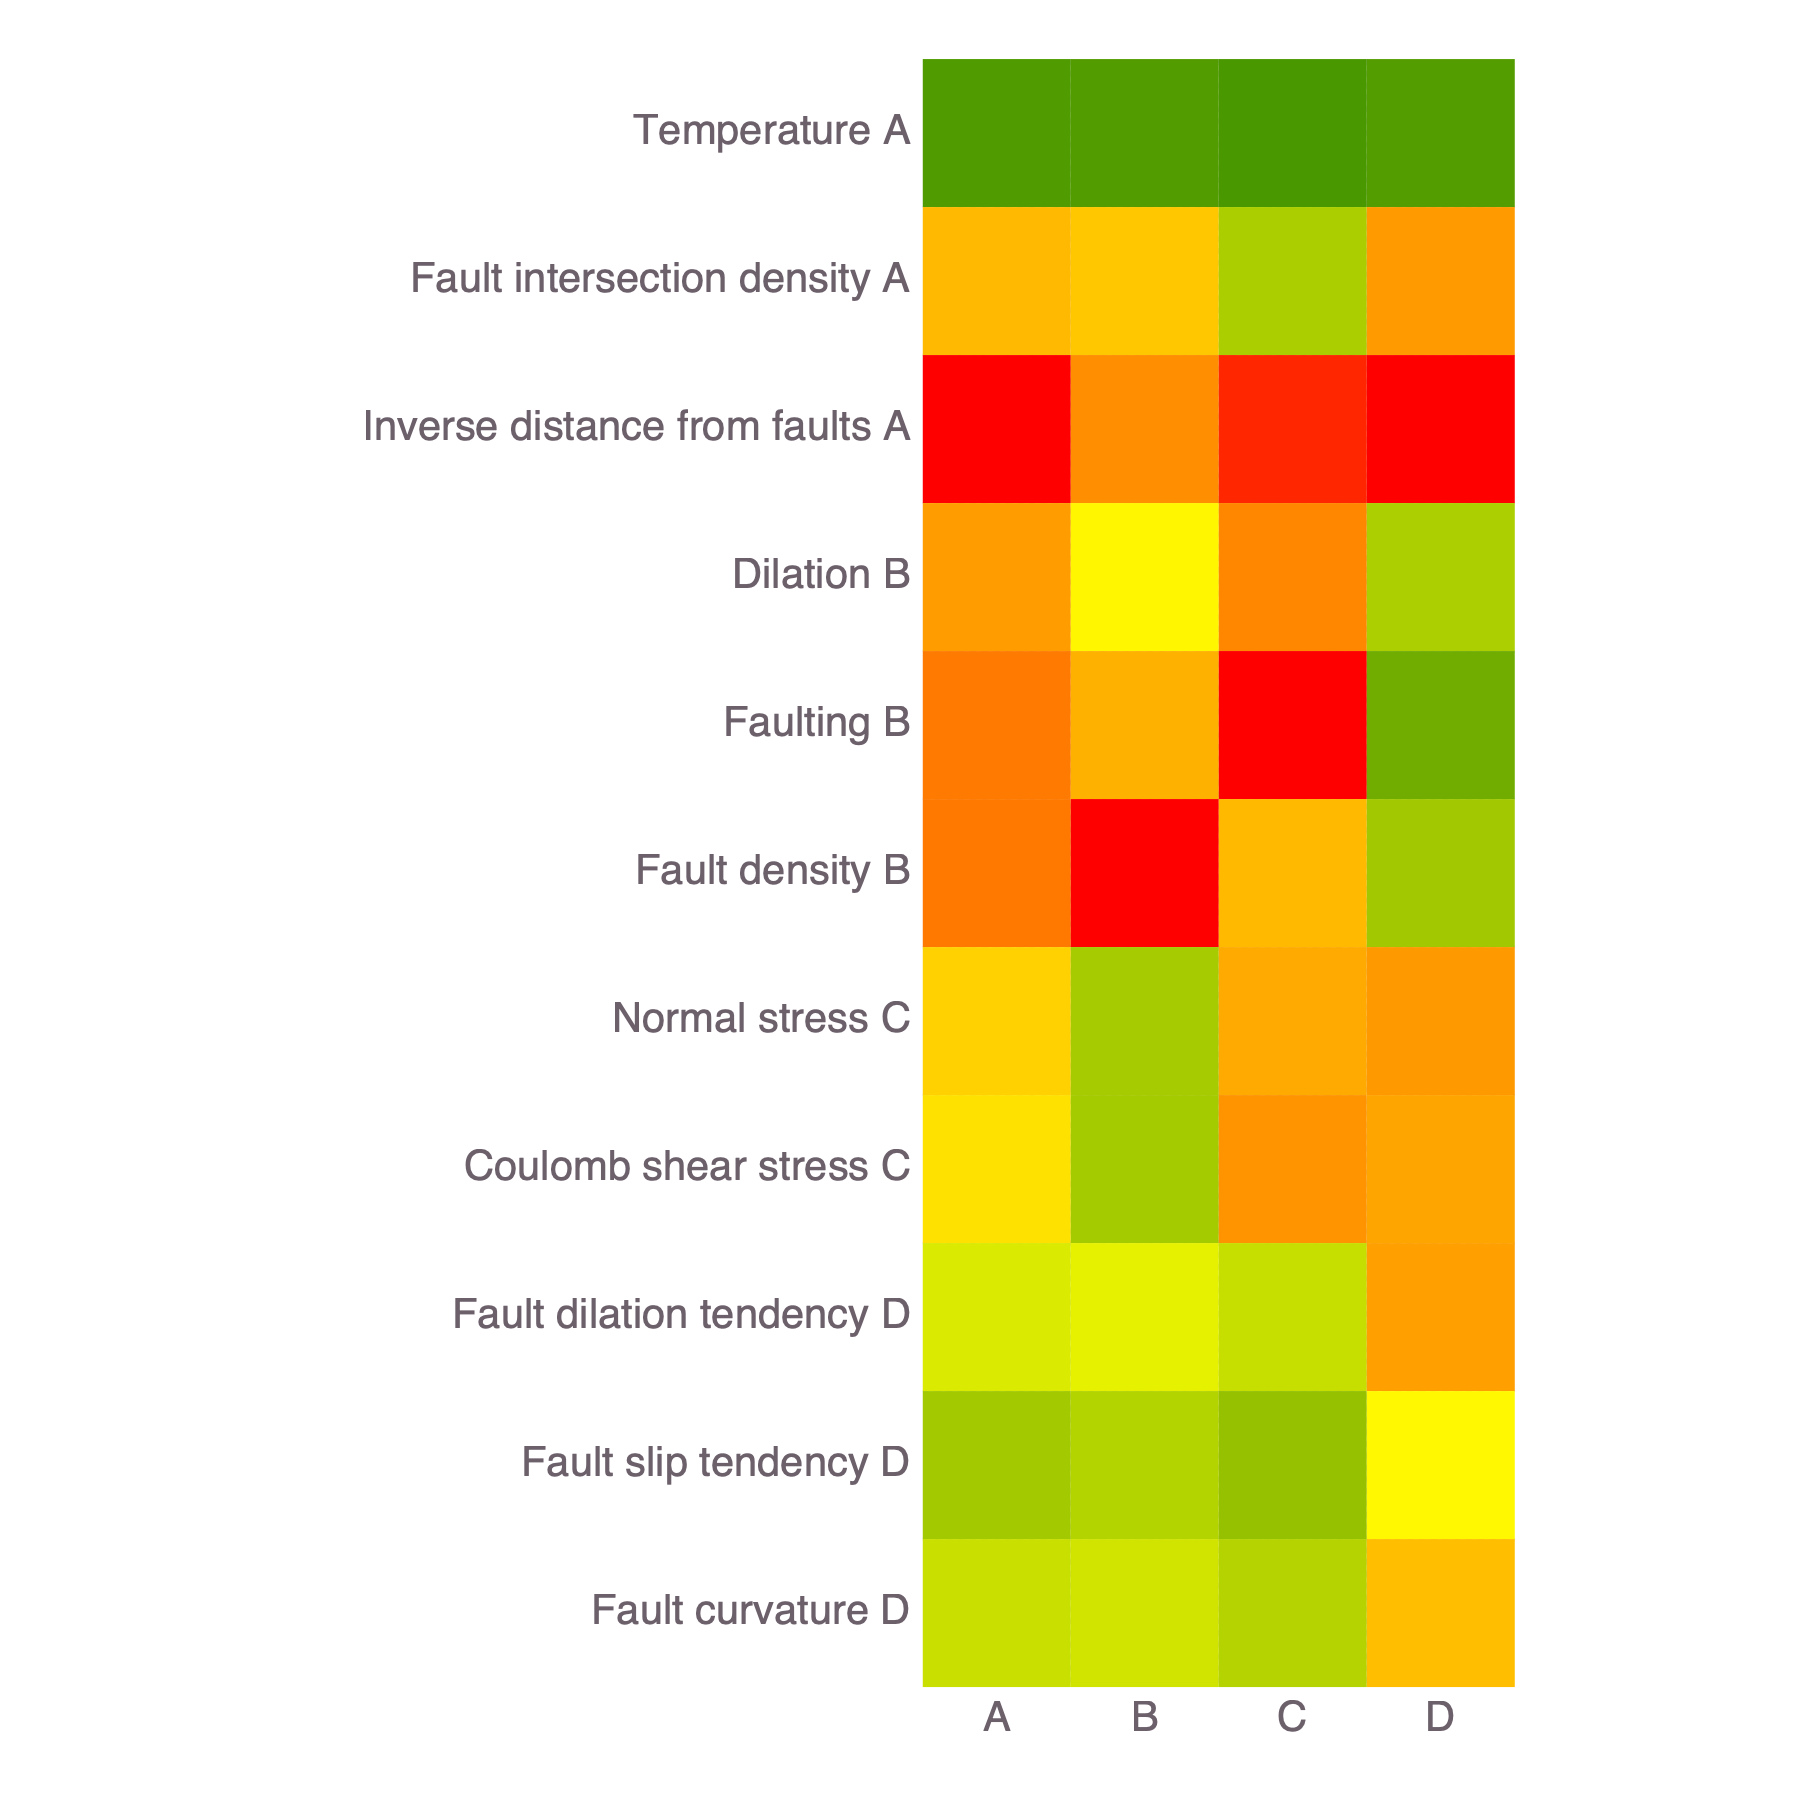 Temperature A
Fault intersection density A
Inverse distance from faults A
Dilation B
Faulting B
Fault density B
Normal stress C
Coulomb shear stress C
Fault dilation tendency D
Fault slip tendency D
Fault curvature D
A B C D